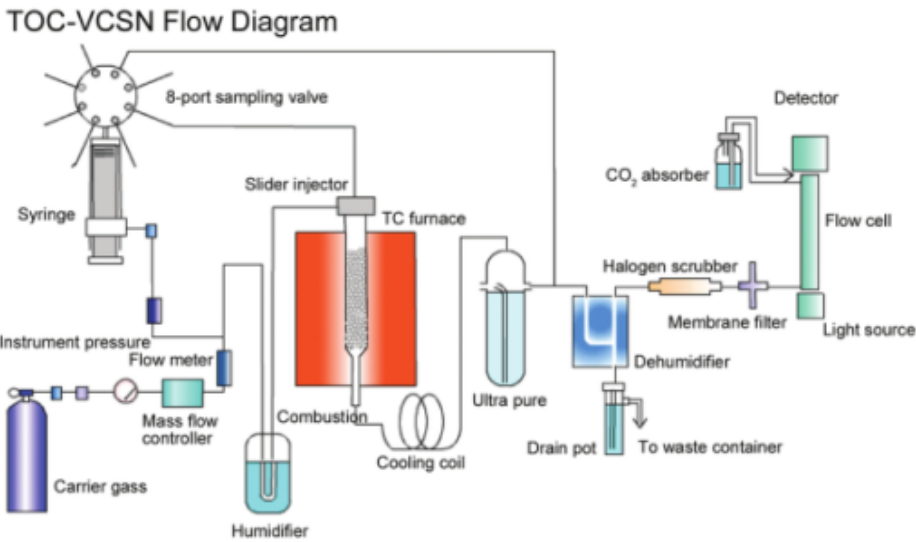 TOC-VCSN Flow Diagram
8-port sampling valve
Detector
Slider injector
CO₂ absorber
Syringe
TC furnace
Flow cell
Halogen scrubber
Membrane filter
Light source
Instrument pressure
Flow meter
Dehumidifier
Ultra pure
Combustion
Mass flow
controller
Drain pot
To waste container
Cooling coil
Carrier gass
Humidifier